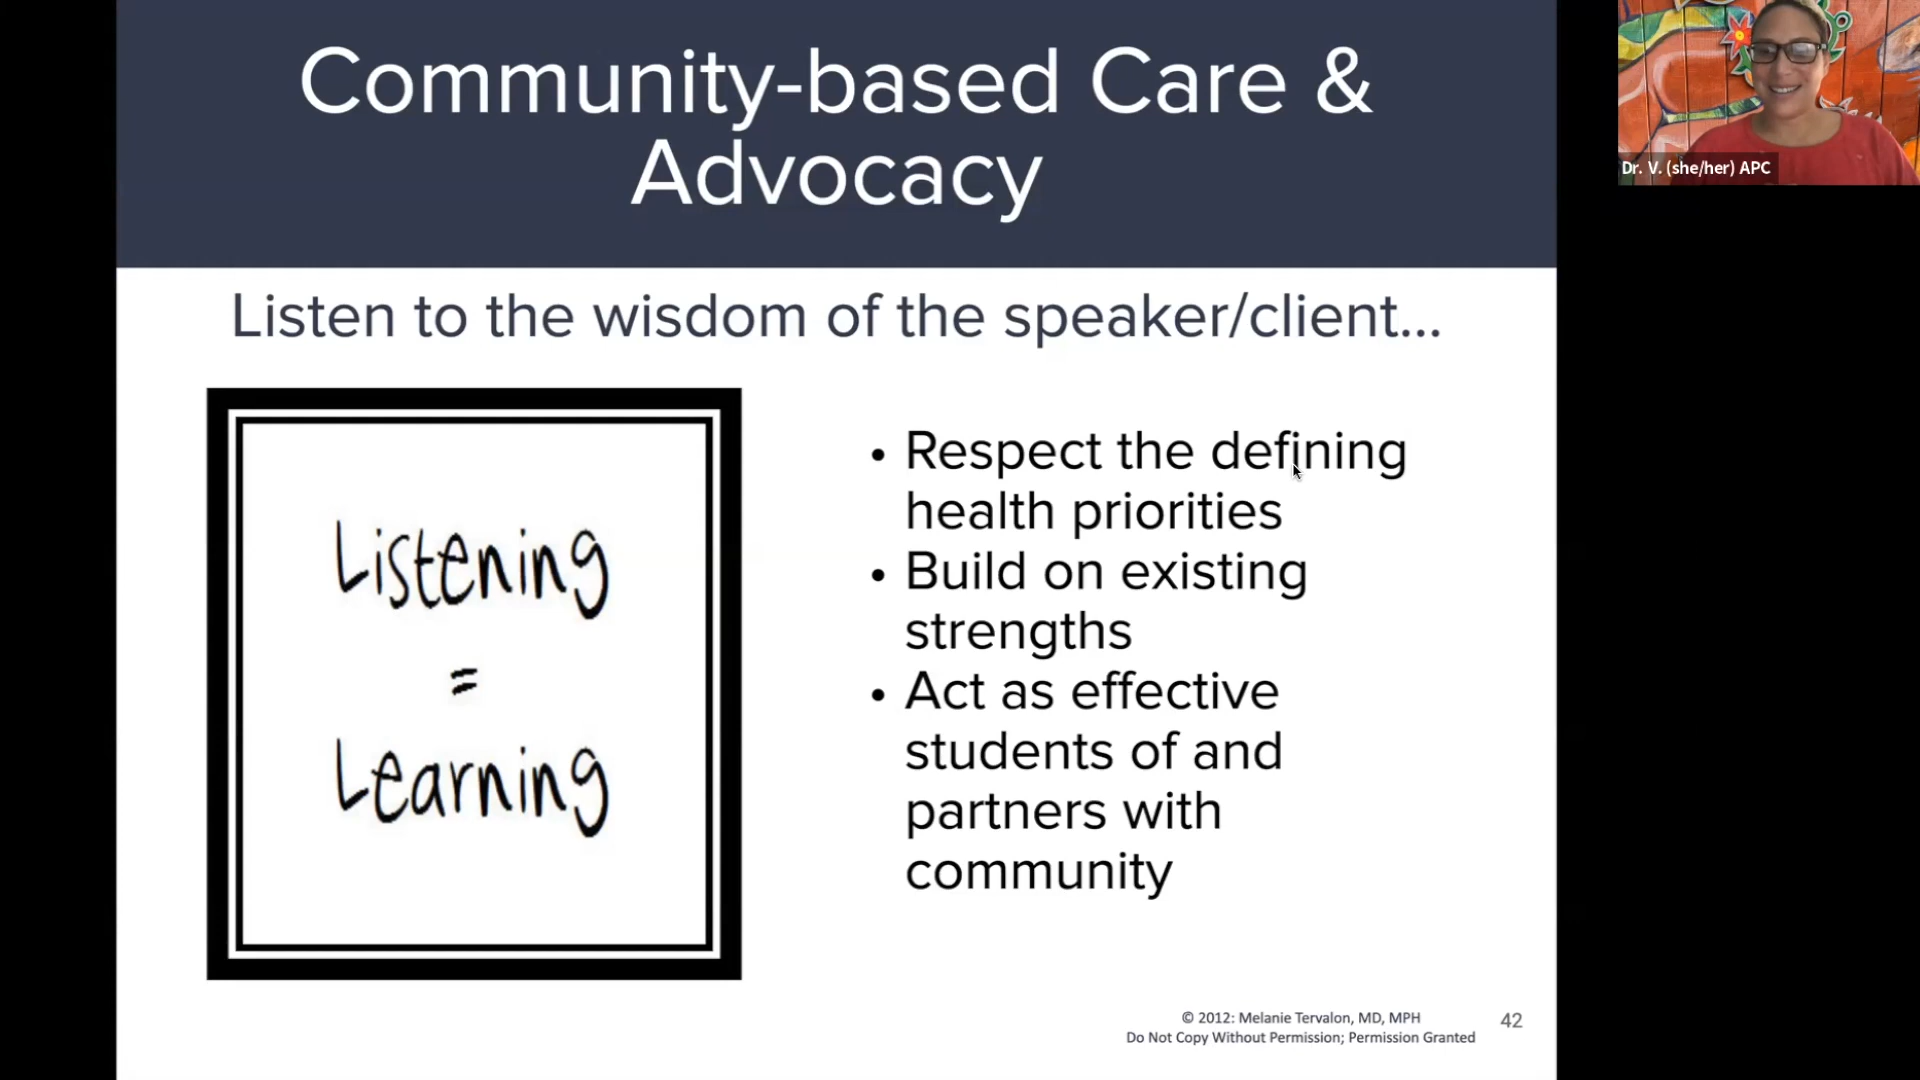 Community-based Care &
Advocacy
Dr. V. (she/her) APC
Listen to the wisdom of the speaker/client...
Listening
=
Learning
• Respect the defining
health priorities
• Build on existing
strengths
• Act as effective
students of and
partners with
community
© 2012: Melanie Tervalon, MD, MPH
Do Not Copy Without Permission; Permission Granted
42